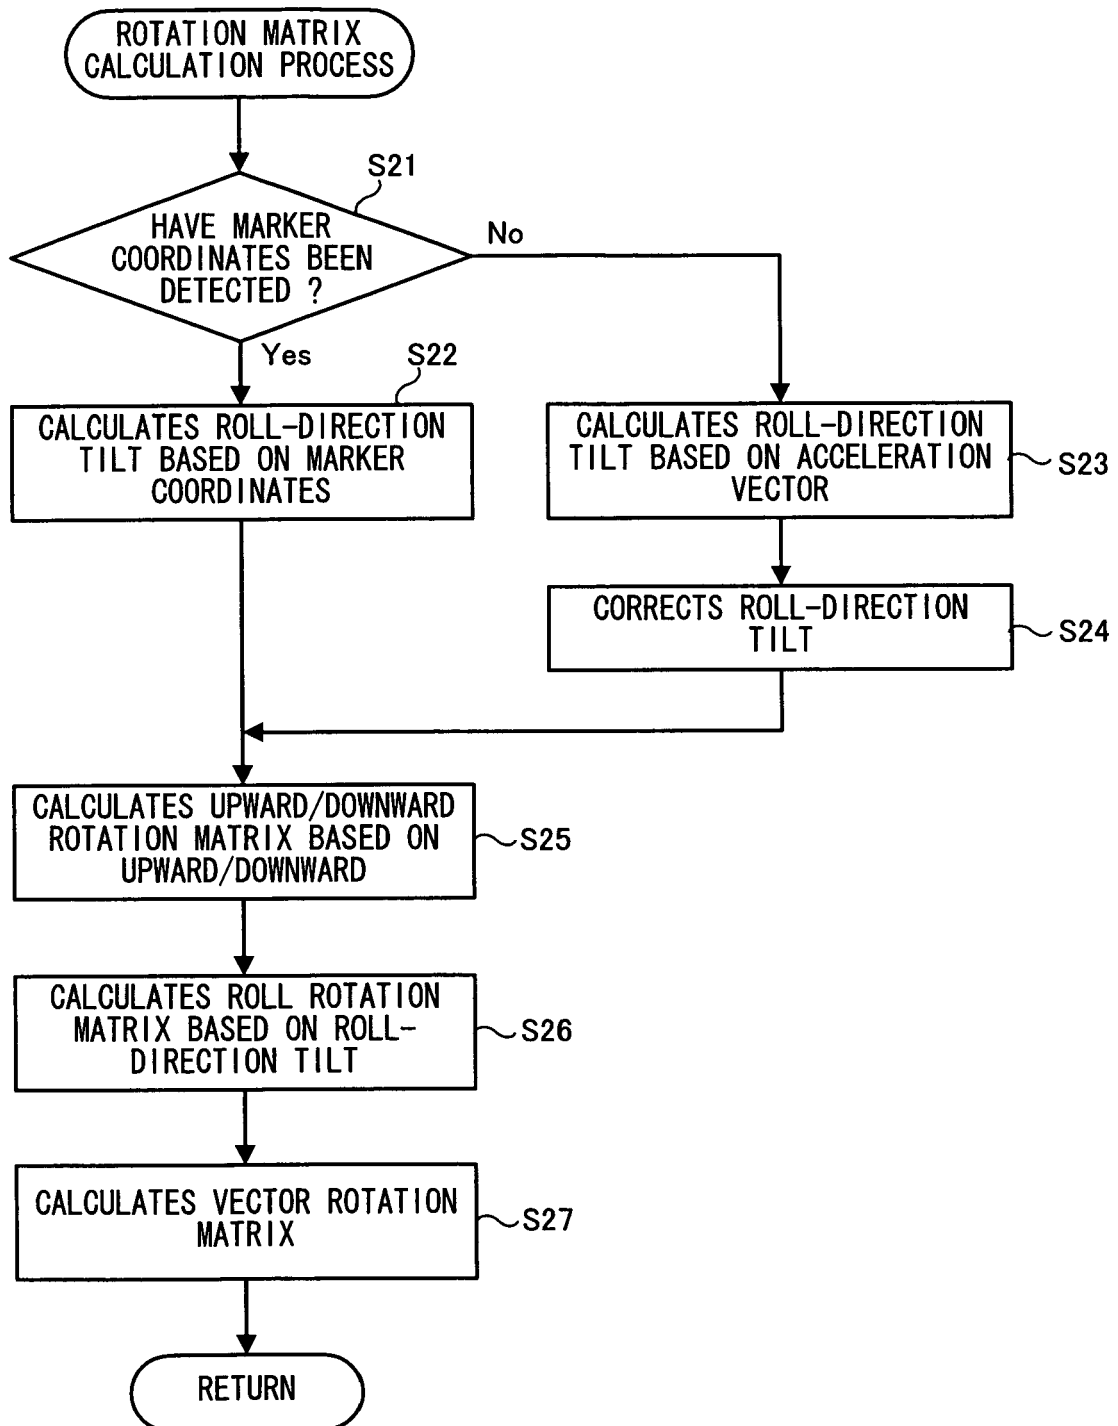 ROTATION MATRIX
CALCULATION PROCESS
S21
HAVE MARKER
COORDINATES BEEN
DETECTED ?
No
Yes
S22
CALCULATES ROLL-DIRECTION
TILT BASED ON MARKER
COORDINATES
CALCULATES ROLL-DIRECTION
TILT BASED ON ACCELERATION
VECTOR
S23
CORRECTS ROLL-DIRECTION
TILT
S24
CALCULATES UPWARD/DOWNWARD
ROTATION MATRIX BASED ON
UPWARD/DOWNWARD
S25
CALCULATES ROLL ROTATION
MATRIX BASED ON ROLL-
DIRECTION TILT
S26
CALCULATES VECTOR ROTATION
MATRIX
S27
RETURN